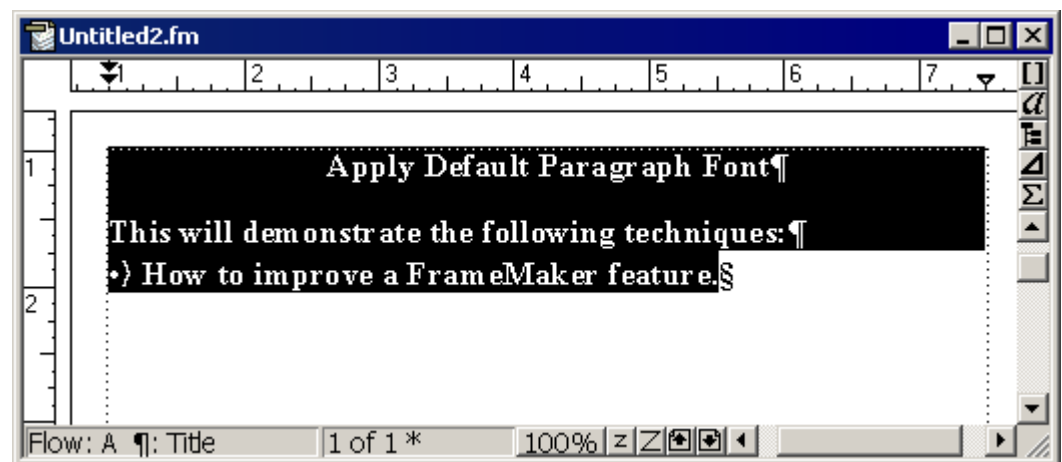 Untitled2.fm
1 2 3 4 5 6 7
1
Apply Default Paragraph Font¶
This will demonstrate the following techniques:¶
•⟩ How to improve a FrameMaker feature.§
2
Flow: A ¶: Title 1 of 1 * 100% z Z